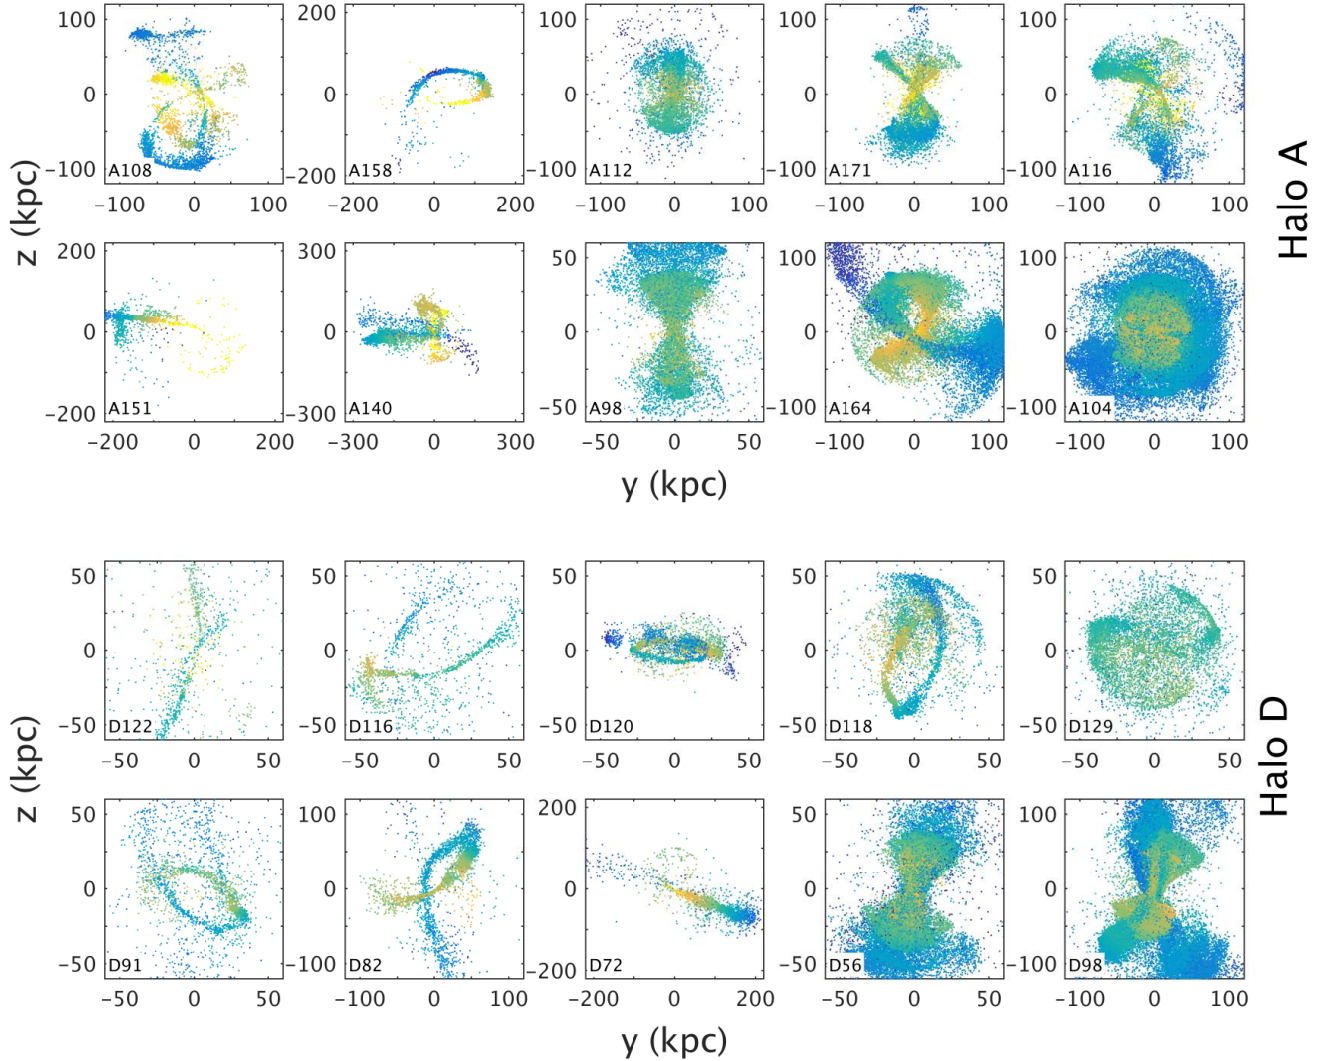 100
0
−100
A108
−100 0 100
200
0
−200
A158
−200 0 200
100
0
−100
A112
−100 0 100
100
0
−100
A171
−100 0 100
100
0
−100
A116
−100 0 100
z (kpc)
Halo A
200
0
−200
A151
−200 0 200
300
0
−300
A140
−300 0 300
50
0
−50
A98
−50 0 50
100
0
−100
A164
−100 0 100
100
0
−100
A104
−100 0 100
y (kpc)
50
0
−50
D122
−50 0 50
50
0
−50
D116
−50 0 50
50
0
−50
D120
−50 0 50
50
0
−50
D118
−50 0 50
50
0
−50
D129
−50 0 50
z (kpc)
Halo D
50
0
−50
D91
−50 0 50
100
0
−100
D82
−100 0 100
200
0
−200
D72
−200 0 200
50
0
−50
D56
−50 0 50
100
0
−100
D98
−100 0 100
y (kpc)